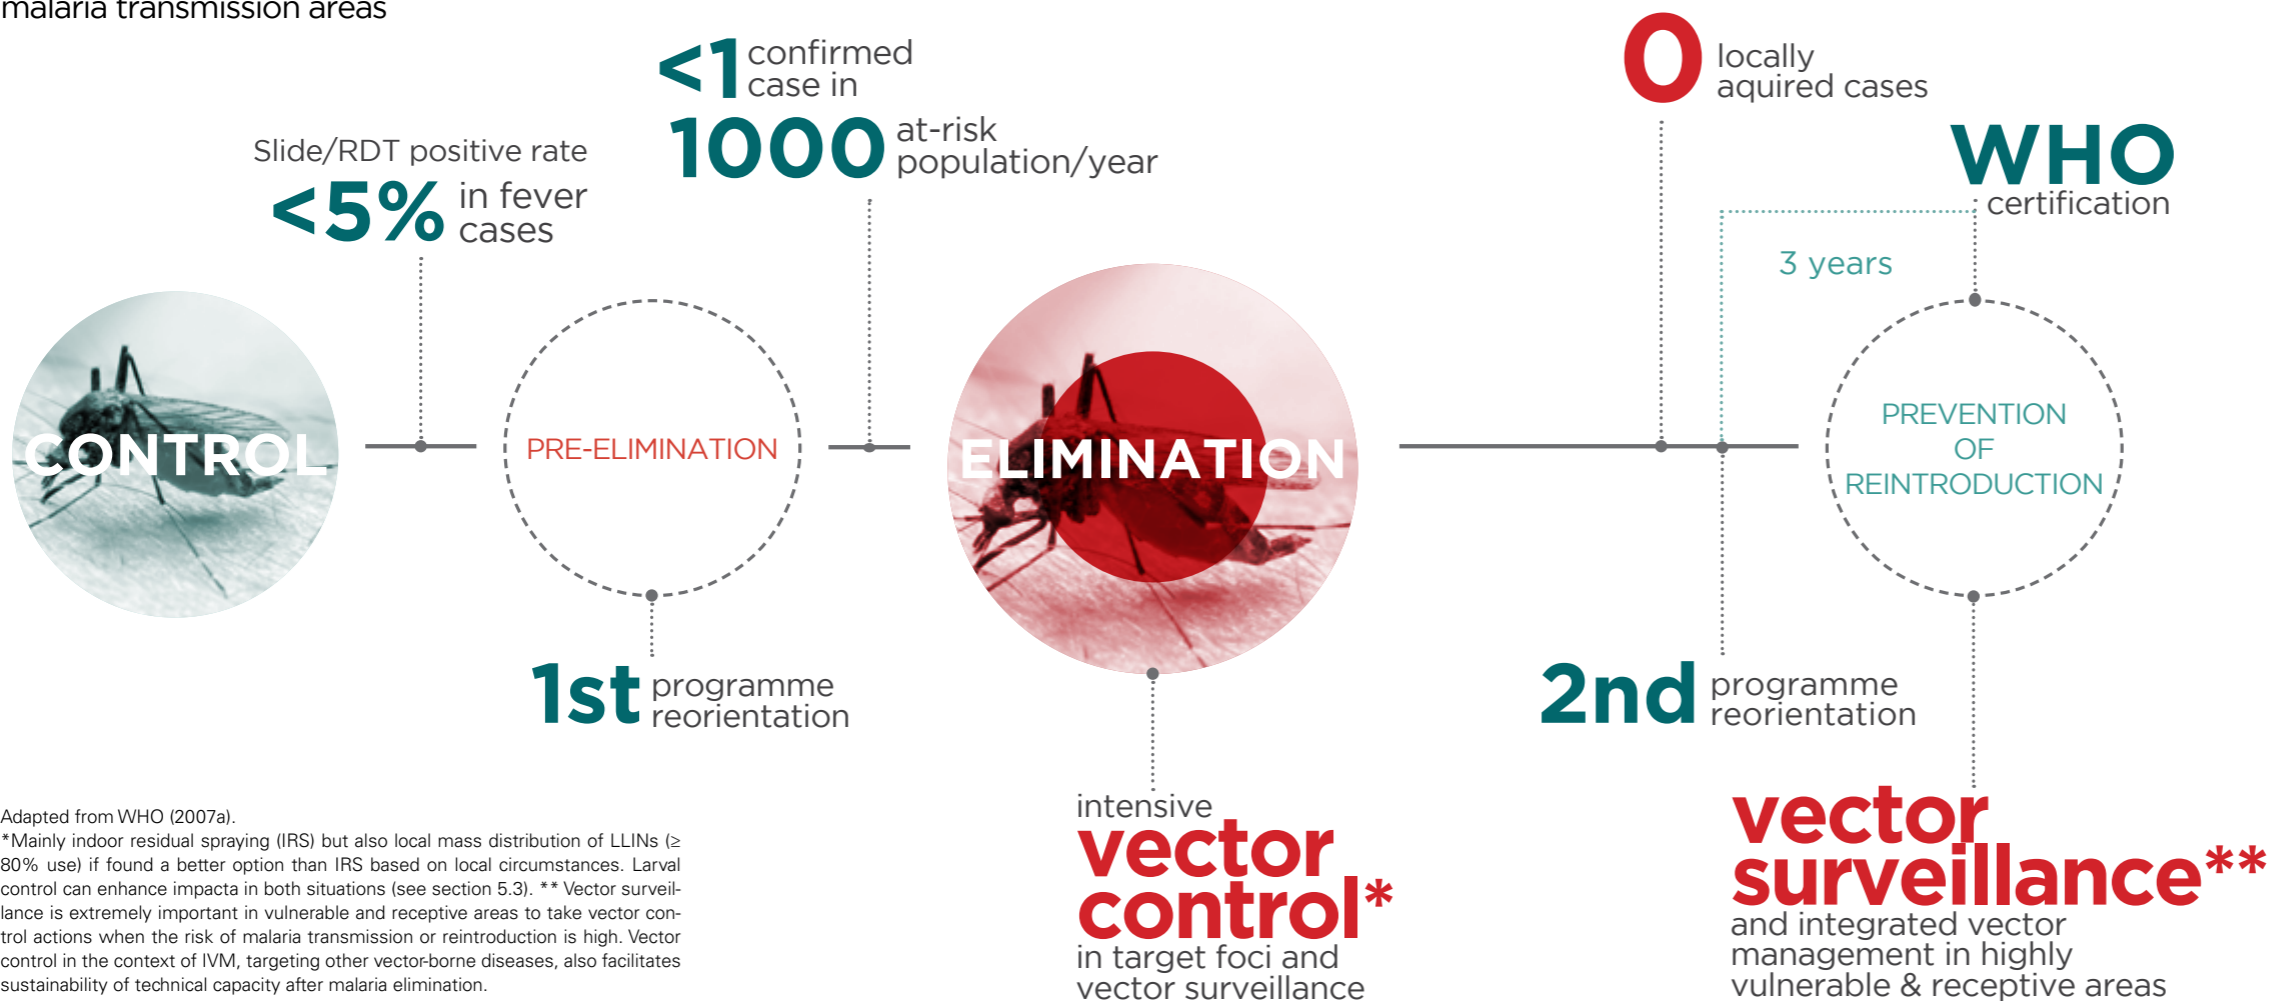 malaria transmission areas
Slide/RDT positive rate
<5% in fever
cases
<1 confirmed
case in
1000 at-risk
population/year
0 locally
aquired cases
WHO
certification
3 years
CONTROL
PRE-ELIMINATION
ELIMINATION
PREVENTION
OF
REINTRODUCTION
1st programme
reorientation
2nd programme
reorientation
intensive
vector
control*
in target foci and
vector surveillance
vector
surveillance**
and integrated vector
management in highly
vulnerable & receptive areas
Adapted from WHO (2007a).
*Mainly indoor residual spraying (IRS) but also local mass distribution of LLINs (≥
80% use) if found a better option than IRS based on local circumstances. Larval
control can enhance impacta in both situations (see section 5.3). ** Vector surveil-
lance is extremely important in vulnerable and receptive areas to take vector con-
trol actions when the risk of malaria transmission or reintroduction is high. Vector
control in the context of IVM, targeting other vector-borne diseases, also facilitates
sustainability of technical capacity after malaria elimination.